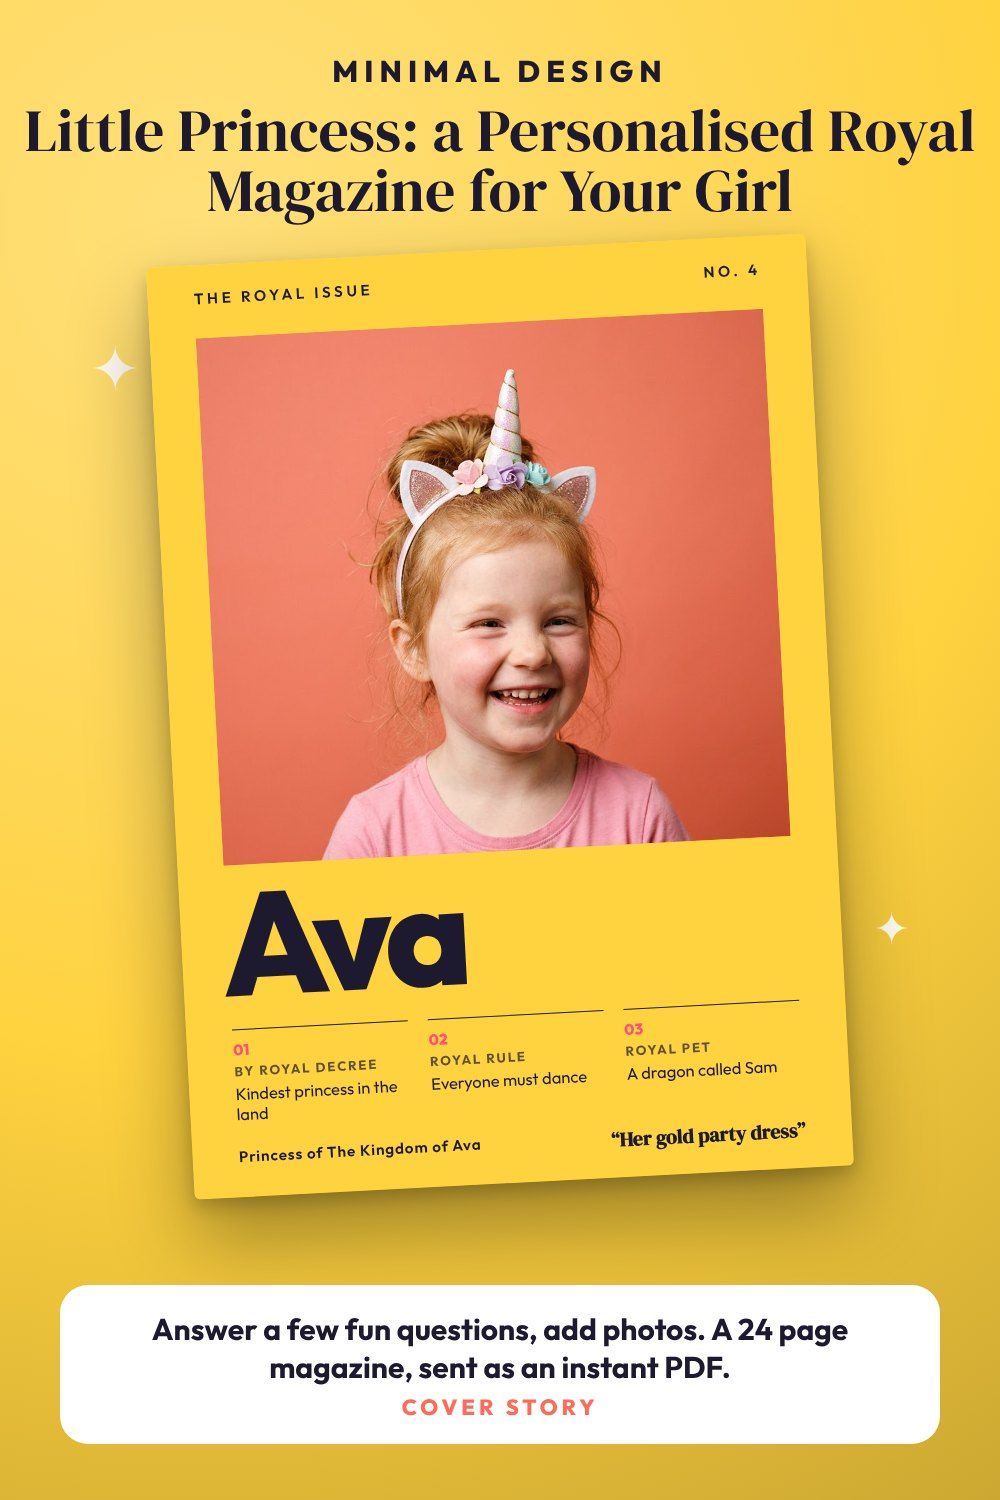 MINIMAL DESIGN
Little Princess: a Personalised Royal
Magazine for Your Girl
THE ROYAL ISSUE
NO. 4
Ava
01
BY ROYAL DECREE
Kindest princess in the
land
02
ROYAL RULE
Everyone must dance
03
ROYAL PET
A dragon called Sam
Princess of The Kingdom of Ava
“Her gold party dress”
Answer a few fun questions, add photos. A 24 page
magazine, sent as an instant PDF.
COVER STORY